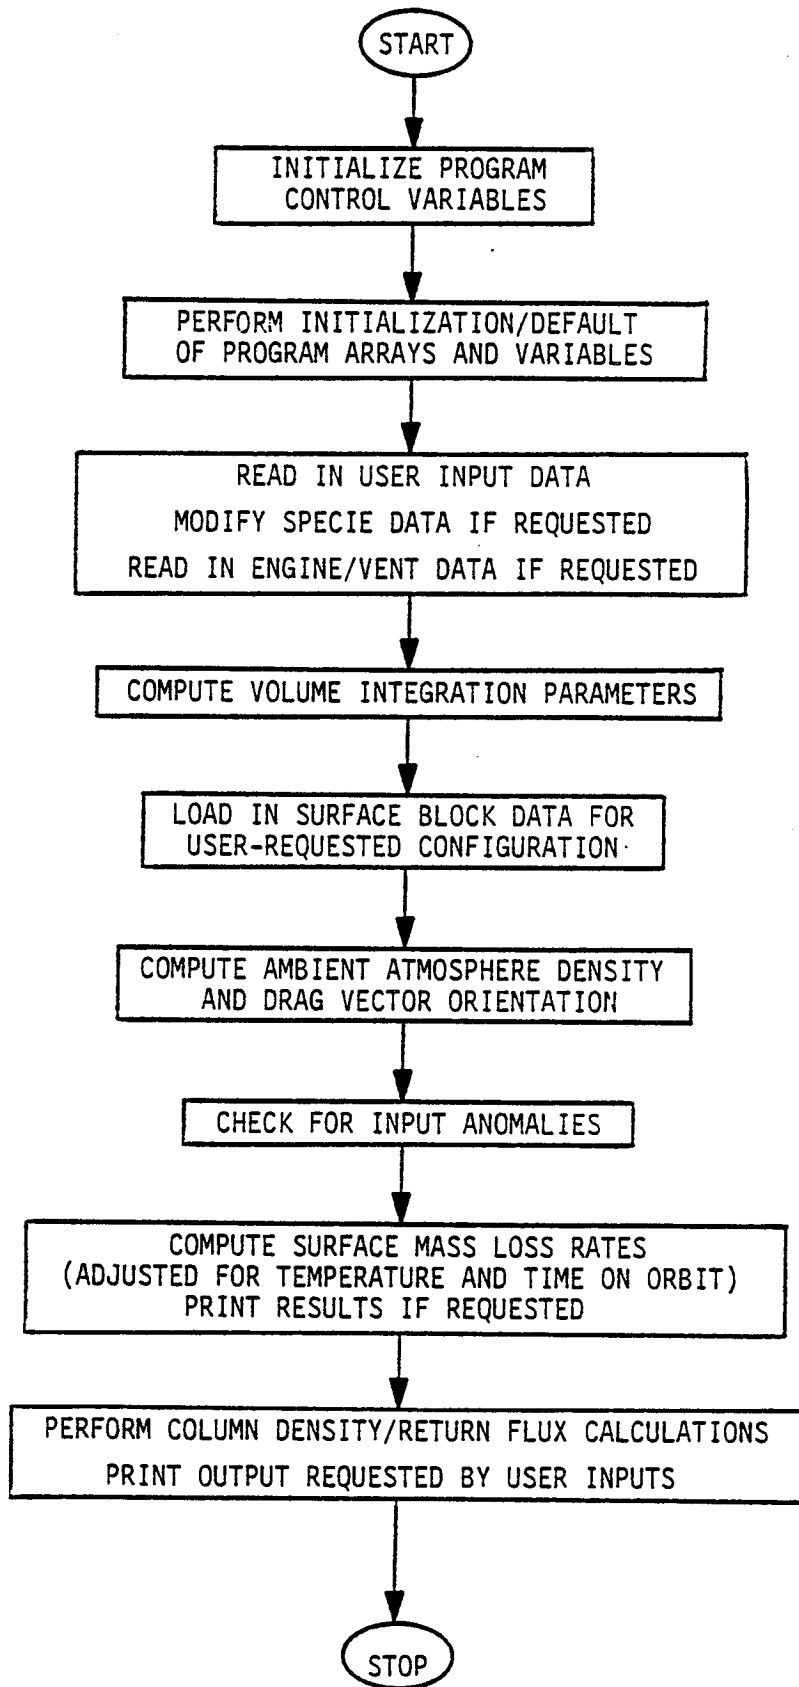 START
INITIALIZE PROGRAM
CONTROL VARIABLES
PERFORM INITIALIZATION/DEFAULT
OF PROGRAM ARRAYS AND VARIABLES
READ IN USER INPUT DATA
MODIFY SPECIE DATA IF REQUESTED
READ IN ENGINE/VENT DATA IF REQUESTED
COMPUTE VOLUME INTEGRATION PARAMETERS
LOAD IN SURFACE BLOCK DATA FOR
USER-REQUESTED CONFIGURATION
COMPUTE AMBIENT ATMOSPHERE DENSITY
AND DRAG VECTOR ORIENTATION
CHECK FOR INPUT ANOMALIES
COMPUTE SURFACE MASS LOSS RATES
(ADJUSTED FOR TEMPERATURE AND TIME ON ORBIT)
PRINT RESULTS IF REQUESTED
PERFORM COLUMN DENSITY/RETURN FLUX CALCULATIONS
PRINT OUTPUT REQUESTED BY USER INPUTS
STOP